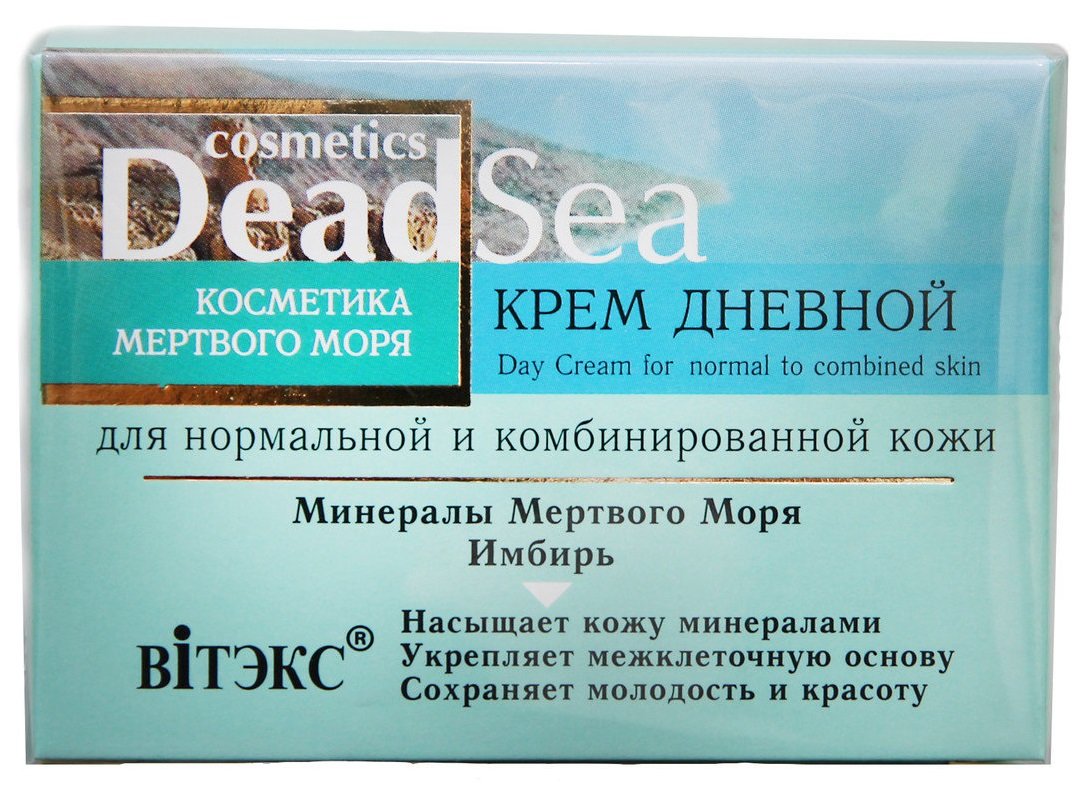 cosmetics
Dead Sea
КОСМЕТИКА
МЕРТВОГО МОРЯ
КРЕМ ДНЕВНОЙ
Day Cream for normal to combined skin
для нормальной и комбинированной кожи
Минералы Мертвого Моря
Имбирь
вiтэкс®
Насыщает кожу минералами
Укрепляет межклеточную основу
Сохраняет молодость и красоту